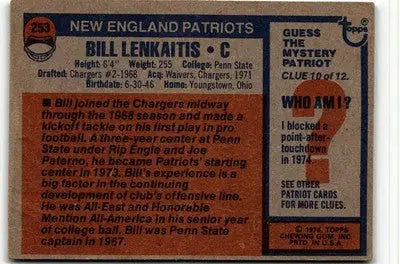 253
NEW ENGLAND PATRIOTS
BILL LENKAITIS • C
Height: 6'4" Weight: 255 College: Penn State
Drafted: Chargers #2-1968 Acq: Waivers, Chargers, 1971
Birthdate: 6-30-46 Home: Youngstown, Ohio
■ Bill joined the Chargers midway
through the 1968 season and made a
kickoff tackle on his first play in pro
football. A three-year center at Penn
State under Rip Engle and Joe
Paterno, he became Patriots' starting
center in 1973. Bill's experience is a
big factor in the continuing
development of club's offensive line.
He was All-East and Honorable
Mention All-America in his senior year
of college ball. Bill was Penn State
captain in 1967.
Topps
GUESS
THE
MYSTERY
PATRIOT
CLUE 10 of 12.
WHO AM I?
?
I blocked a
point-after-
touchdown
in 1974.
SEE OTHER
PATRIOT CARDS
FOR MORE CLUES.
© 1976 TOPPS
CHEWING GUM, INC.
PRTD. IN U.S.A.